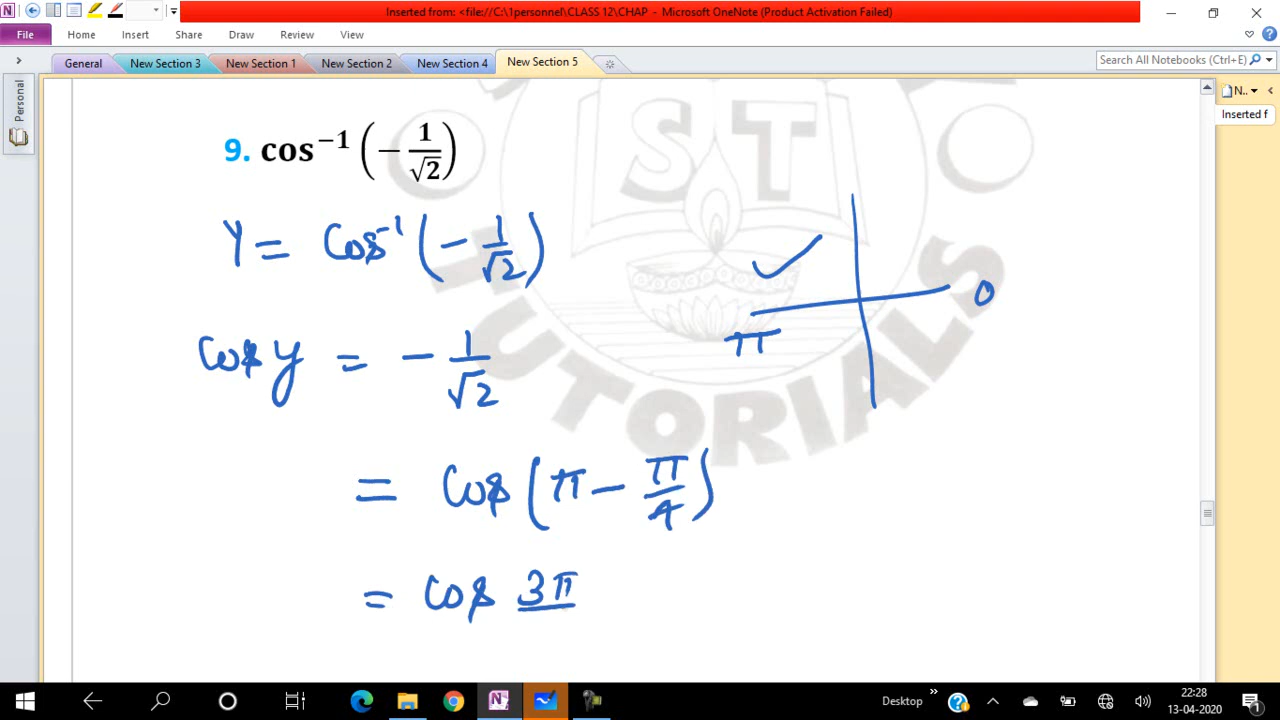 Inserted from: <file://C:\1personnel\CLASS 12\CHAP - Microsoft OneNote (Product Activation Failed)
File Home Insert Share Draw Review View
General New Section 3 New Section 1 New Section 2 New Section 4 New Section 5
Search All Notebooks (Ctrl+E)
N..
Personal
Inserted f
ST
TUTORIALS
9. cos⁻¹ (− 1/√2)
Y = Cos⁻¹ (− 1/√2)
0
π
Cos y = − 1/√2
= Cos (π − π/4)
= Cos 3π
Desktop
22:28
13-04-2020
1